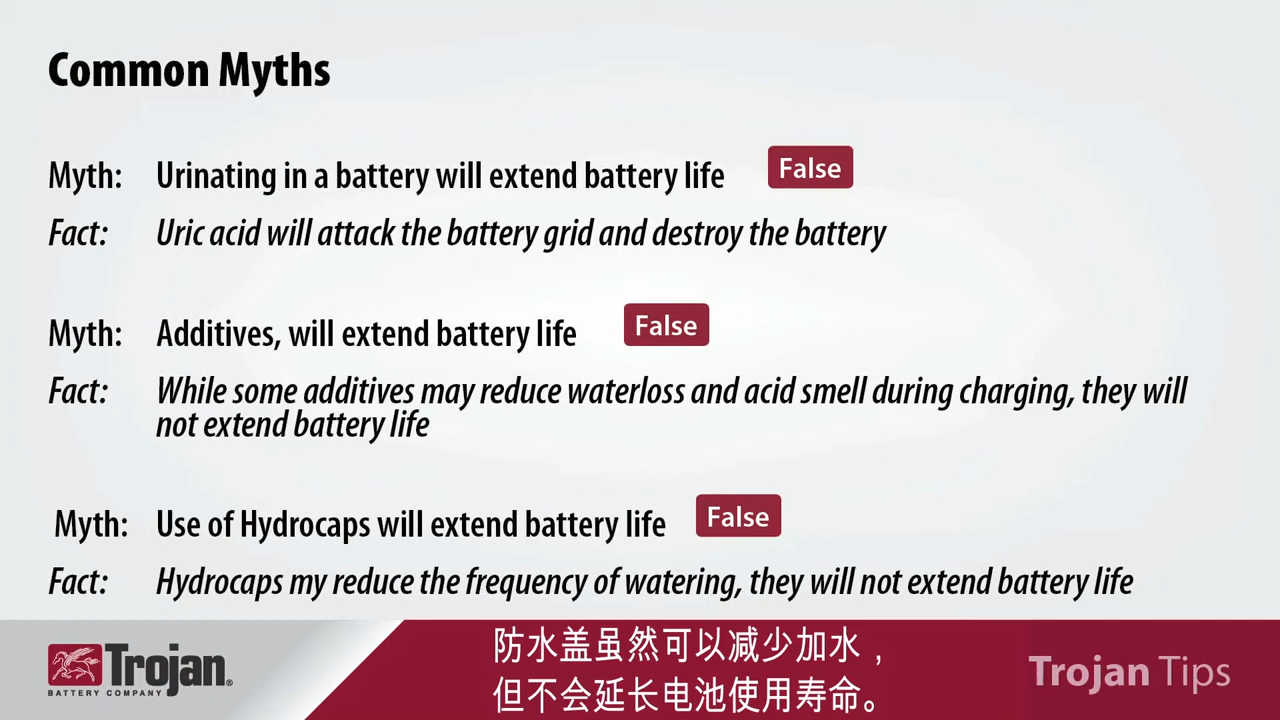 Common Myths
Myth: Urinating in a battery will extend battery life False
Fact: Uric acid will attack the battery grid and destroy the battery
Myth: Additives, will extend battery life False
Fact: While some additives may reduce waterloss and acid smell during charging, they will
not extend battery life
Myth: Use of Hydrocaps will extend battery life False
Fact: Hydrocaps my reduce the frequency of watering, they will not extend battery life
Trojan®
BATTERY COMPANY
防水盖虽然可以减少加水，
但不会延长电池使用寿命。
Trojan Tips